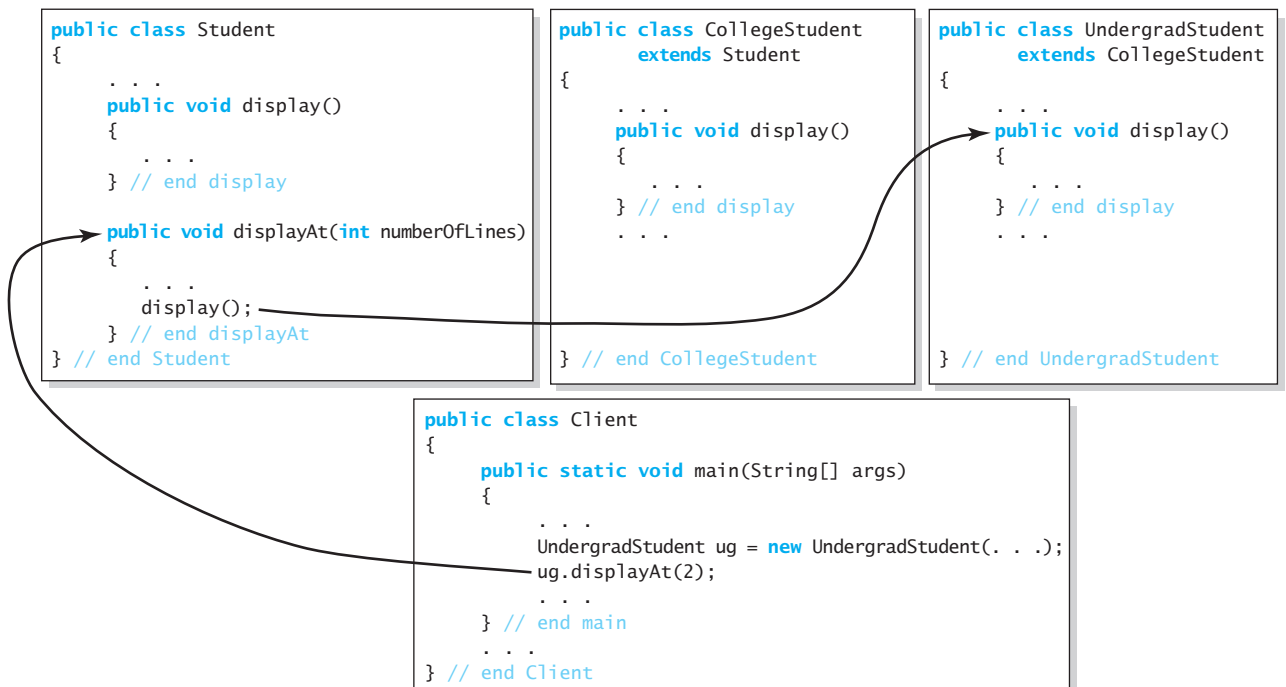 public class Student
{
. . .
public void display()
{
. . .
} // end display
public void displayAt(int numberOfLines)
{
. . .
display();
} // end displayAt
} // end Student
public class CollegeStudent
extends Student
{
. . .
public void display()
{
. . .
} // end display
. . .
} // end CollegeStudent
public class UndergradStudent
extends CollegeStudent
{
. . .
public void display()
{
. . .
} // end display
. . .
} // end UndergradStudent
public class Client
{
public static void main(String[] args)
{
. . .
UndergradStudent ug = new UndergradStudent(. . .);
ug.displayAt(2);
. . .
} // end main
. . .
} // end Client